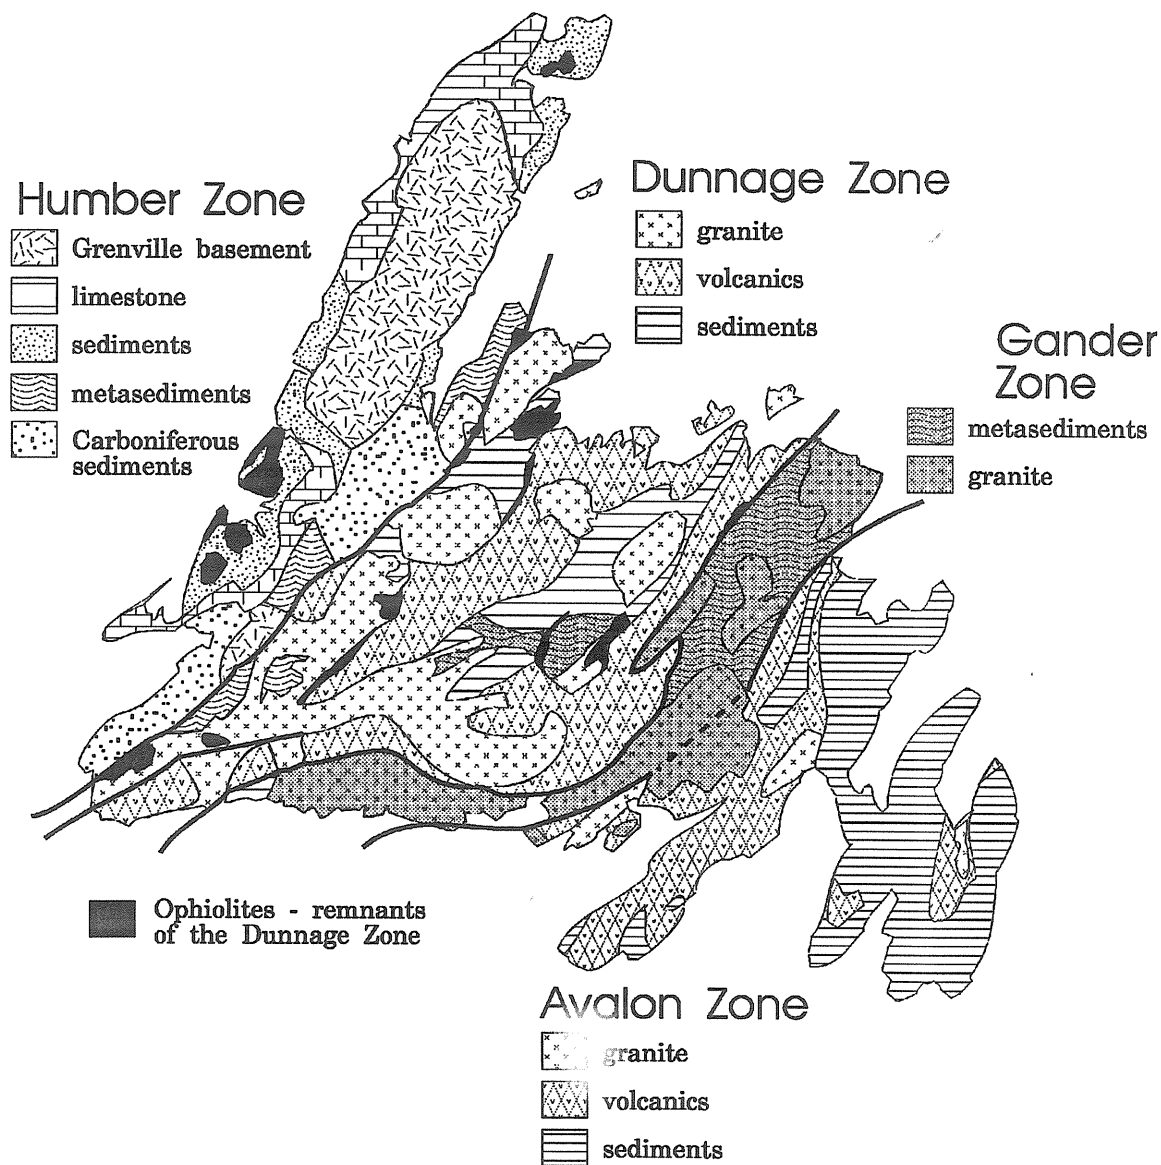 Humber Zone
Grenville basement
limestone
sediments
metasediments
Carboniferous
sediments
Dunnage Zone
granite
volcanics
sediments
Gander
Zone
metasediments
granite
Ophiolites - remnants
of the Dunnage Zone
Avalon Zone
granite
volcanics
sediments